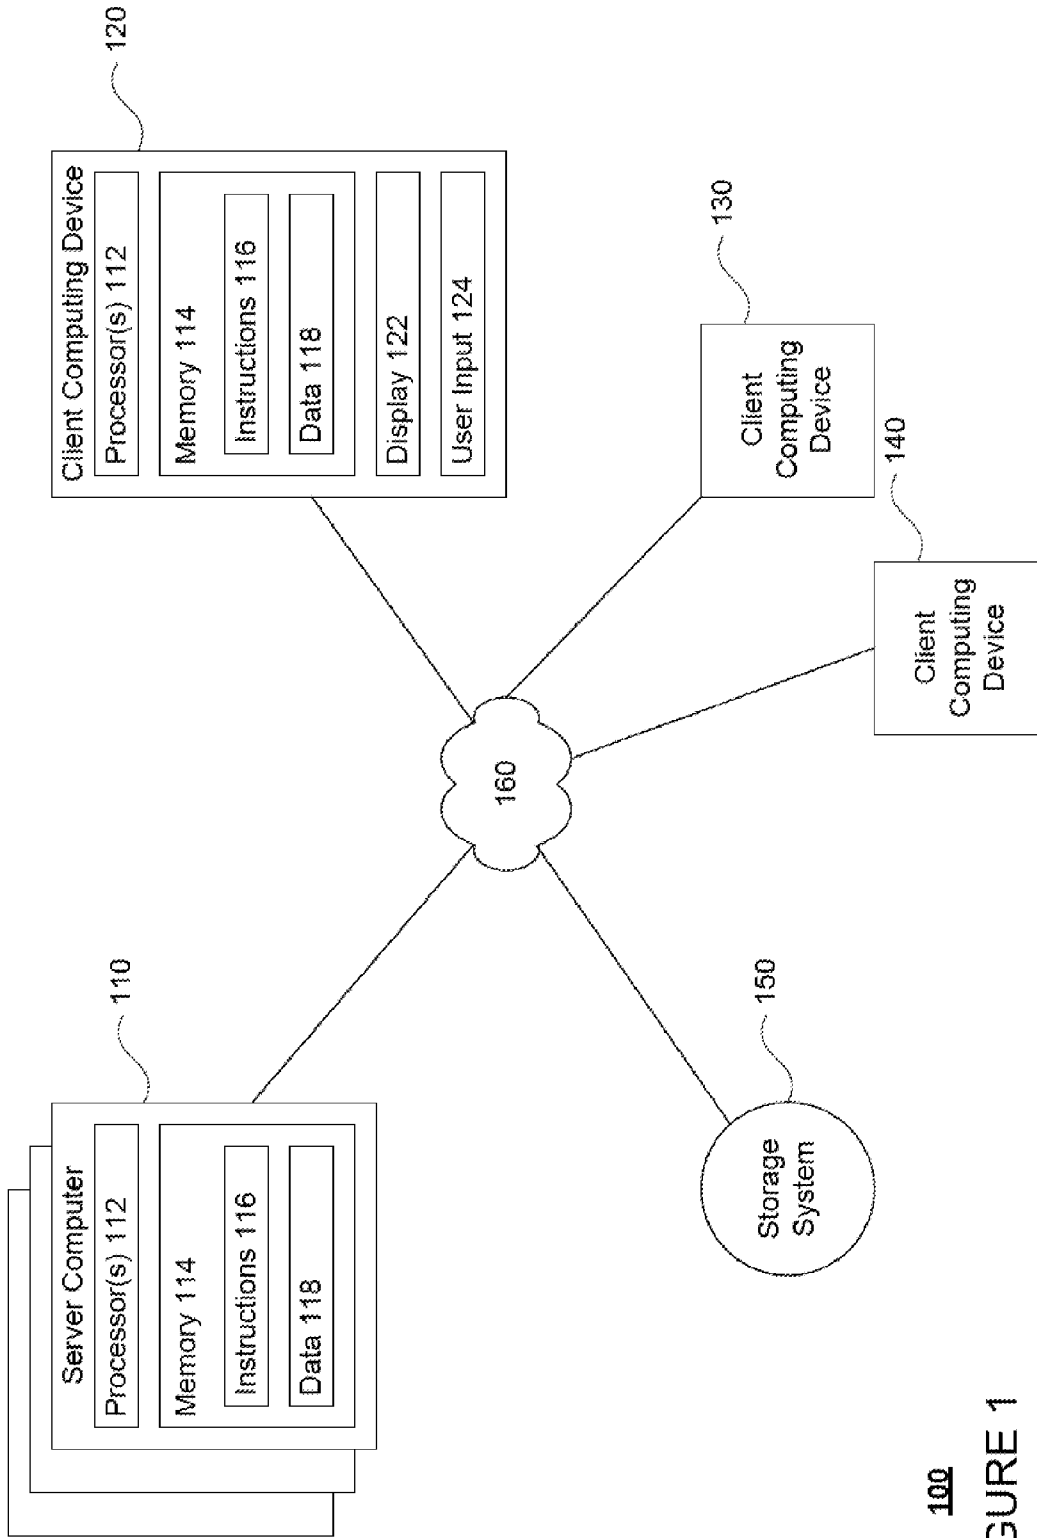 Server Computer
Processor(s) 112
Memory 114
Instructions 116
Data 118
110
Client Computing Device
Processor(s) 112
Memory 114
Instructions 116
Data 118
Display 122
User Input 124
120
160
Storage
System
150
Client
Computing
Device
130
Client
Computing
Device
140
100
GURE 1